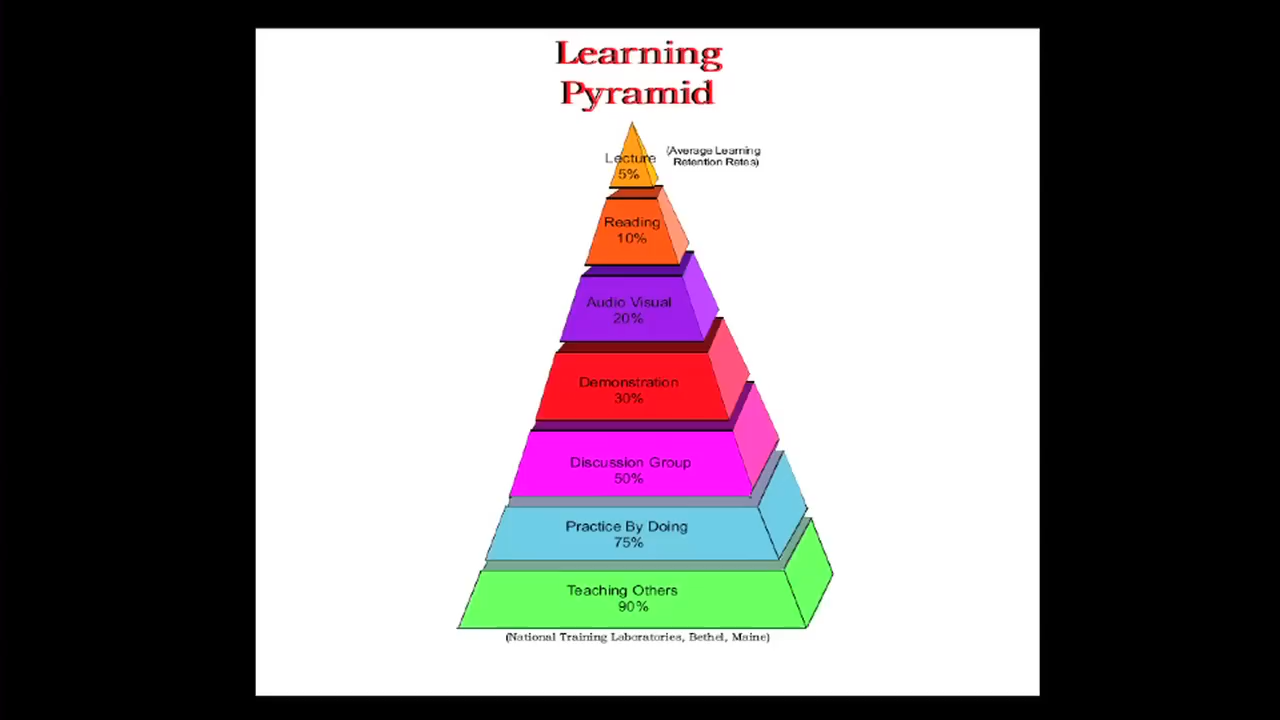 Learning
Pyramid
(Average Learning
Retention Rates)
Lecture
5%
Reading
10%
Audio Visual
20%
Demonstration
30%
Discussion Group
50%
Practice By Doing
75%
Teaching Others
90%
(National Training Laboratories, Bethel, Maine)